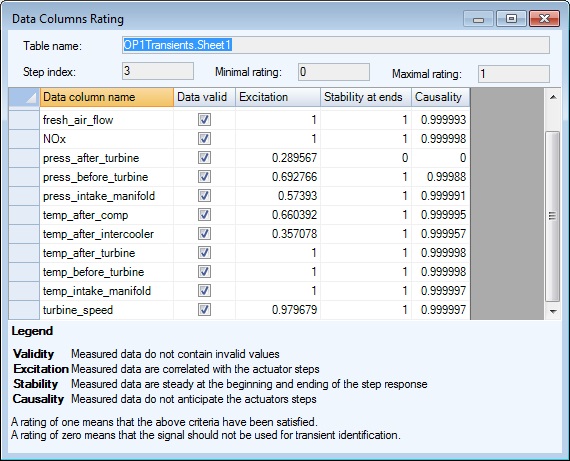 Data Columns Rating
Table name: OP1Transients.Sheet1
Step index: 3 Minimal rating: 0 Maximal rating: 1
Data column name Data valid Excitation Stability at ends Causality
fresh_air_flow 1 1 0.999993
NOx 1 1 0.999998
press_after_turbine 0.289567 0 0
press_before_turbine 0.692766 1 0.99988
press_intake_manifold 0.57393 1 0.999991
temp_after_comp 0.660392 1 0.999995
temp_after_intercooler 0.357078 1 0.999957
temp_after_turbine 1 1 0.999998
temp_before_turbine 1 1 0.999998
temp_intake_manifold 1 1 0.999997
turbine_speed 0.979679 1 0.999997
Legend
Validity Measured data do not contain invalid values
Excitation Measured data are correlated with the actuator steps
Stability Measured data are steady at the beginning and ending of the step response
Causality Measured data do not anticipate the actuators steps
A rating of one means that the above criteria have been satisfied.
A rating of zero means that the signal should not be used for transient identification.